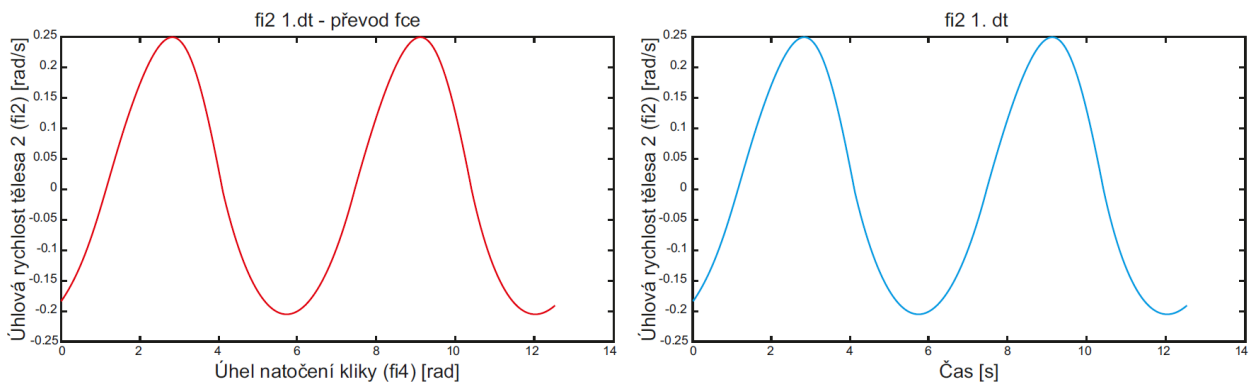 fi2 1.dt - převod fce
Úhlová rychlost tělesa 2 (fi2) [rad/s]
0.25
0.2
0.15
0.1
0.05
0
-0.05
-0.1
-0.15
-0.2
-0.25
0 2 4 6 8 10 12 14
Úhel natočení kliky (fi4) [rad]
fi2 1. dt
Úhlová rychlost tělesa 2 (fi2) [rad/s]
0.25
0.2
0.15
0.1
0.05
0
-0.05
-0.1
-0.15
-0.2
-0.25
0 2 4 6 8 10 12 14
Čas [s]